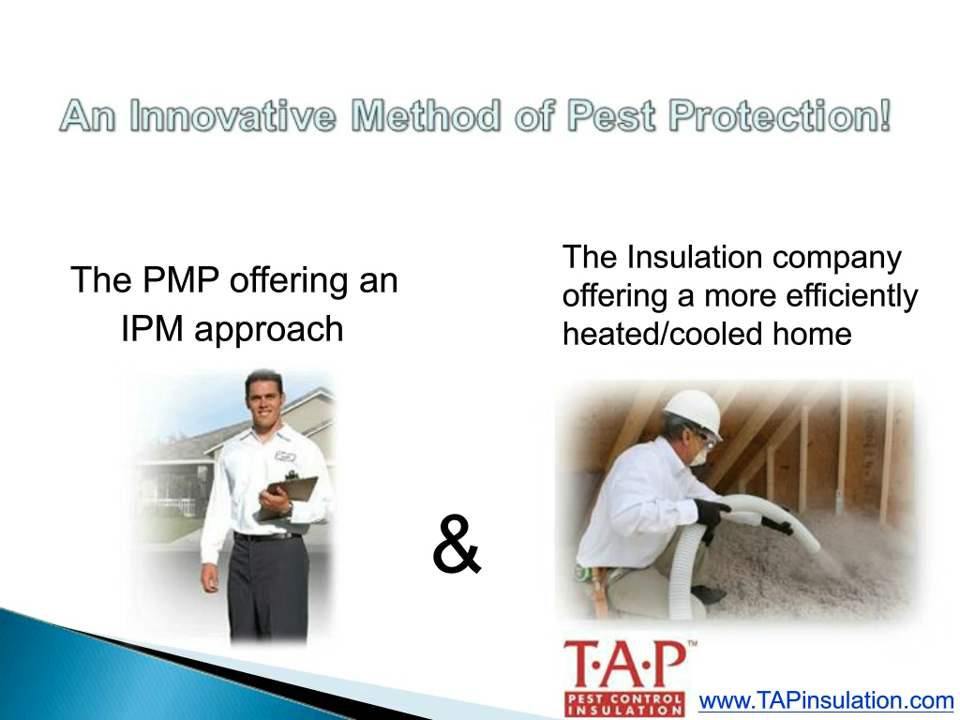 An Innovative Method of Pest Protection!
The PMP offering an
IPM approach
The Insulation company
offering a more efficiently
heated/cooled home
&
T·A·P™
PEST CONTROL
INSULATION
www.TAPinsulation.com